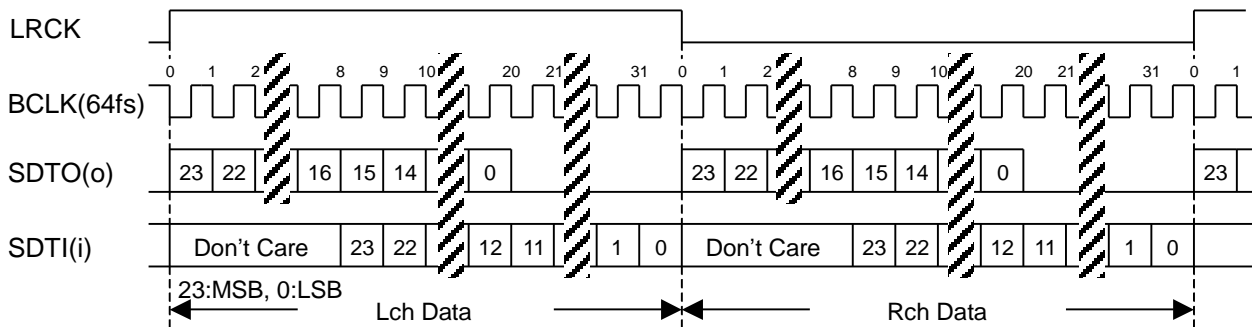 LRCK
0 1 2 8 9 10 20 21 31 0 1 2 8 9 10 20 21 31 0 1
BCLK(64fs)
SDTO(o) 23 22 16 15 14 0 23 22 16 15 14 0 23
SDTI(i) Don't Care 23 22 12 11 1 0 Don't Care 23 22 12 11 1 0
23:MSB, 0:LSB
Lch Data Rch Data